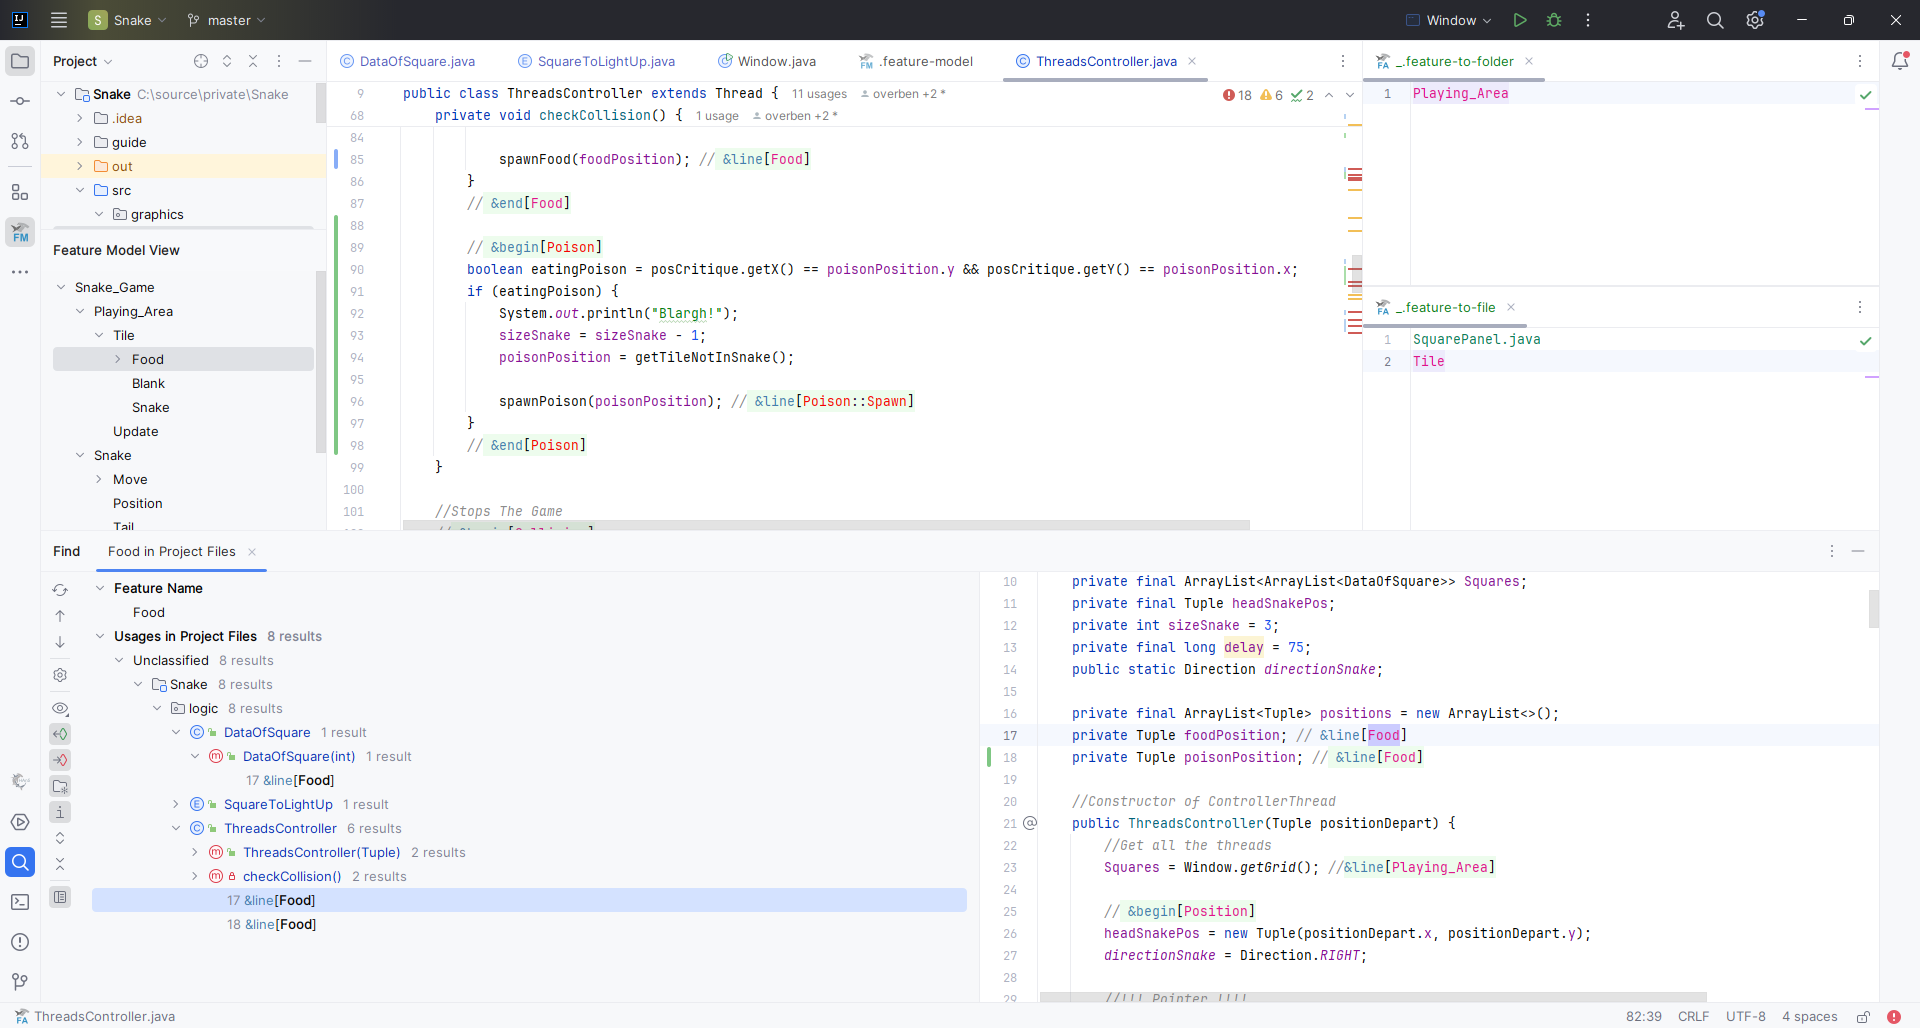 S Snake master Window
Project
Snake C:\source\private\Snake
.idea
guide
out
src
graphics
Feature Model View
Snake_Game
Playing_Area
Tile
Food
Blank
Snake
Update
Snake
Move
Position
Tail
DataOfSquare.java SquareToLightUp.java Window.java .feature-model ThreadsController.java
18 6 2
9 public class ThreadsController extends Thread { 11 usages overben +2 *
68 private void checkCollision() { 1 usage overben +2 *
84
85 spawnFood(foodPosition); // &line[Food]
86 }
87 // &end[Food]
88
89 // &begin[Poison]
90 boolean eatingPoison = posCritique.getX() == poisonPosition.y && posCritique.getY() == poisonPosition.x;
91 if (eatingPoison) {
92 System.out.println("Blargh!");
93 sizeSnake = sizeSnake - 1;
94 poisonPosition = getTileNotInSnake();
95
96 spawnPoison(poisonPosition); // &line[Poison::Spawn]
97 }
98 // &end[Poison]
99 }
100
101 //Stops The Game
_.feature-to-folder
1 Playing_Area
_.feature-to-file
1 SquarePanel.java
2 Tile
Find Food in Project Files
Feature Name
Food
Usages in Project Files 8 results
Unclassified 8 results
Snake 8 results
logic 8 results
DataOfSquare 1 result
DataOfSquare(int) 1 result
17 &line[Food]
SquareToLightUp 1 result
ThreadsController 6 results
ThreadsController(Tuple) 2 results
checkCollision() 2 results
17 &line[Food]
18 &line[Food]
10 private final ArrayList<ArrayList<DataOfSquare>> Squares;
11 private final Tuple headSnakePos;
12 private int sizeSnake = 3;
13 private final long delay = 75;
14 public static Direction directionSnake;
15
16 private final ArrayList<Tuple> positions = new ArrayList<>();
17 private Tuple foodPosition; // &line[Food]
18 private Tuple poisonPosition; // &line[Food]
19
20 //Constructor of ControllerThread
21 public ThreadsController(Tuple positionDepart) {
22 //Get all the threads
23 Squares = Window.getGrid(); //&line[Playing_Area]
24
25 // &begin[Position]
26 headSnakePos = new Tuple(positionDepart.x, positionDepart.y);
27 directionSnake = Direction.RIGHT;
28
29 //!!! Pointer !!!!
ThreadsController.java
82:39 CRLF UTF-8 4 spaces